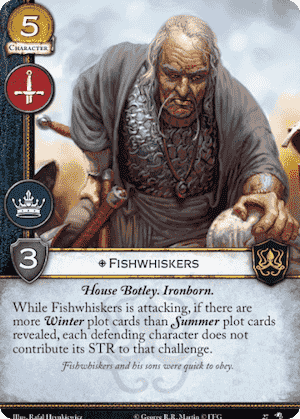 5
CHARACTER
3
FISHWHISKERS
House Botley. Ironborn.
While Fishwhiskers is attacking, if there are
more Winter plot cards than Summer plot cards
revealed, each defending character does not
contribute its STR to that challenge.
Fishwhiskers and his sons were quick to obey.
Illus. Rafał Hrynkiewicz © George R.R. Martin © FFG